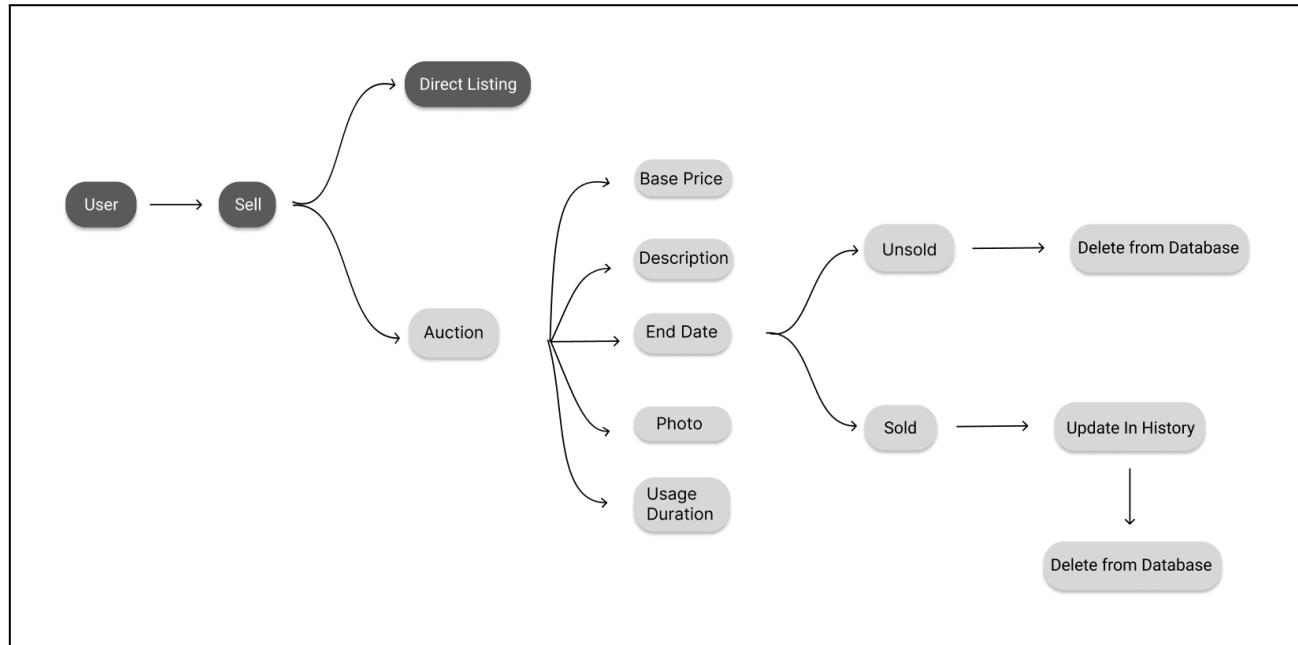 Direct Listing
User
Sell
Auction
Base Price
Description
End Date
Photo
Usage
Duration
Unsold
Delete from Database
Sold
Update In History
Delete from Database